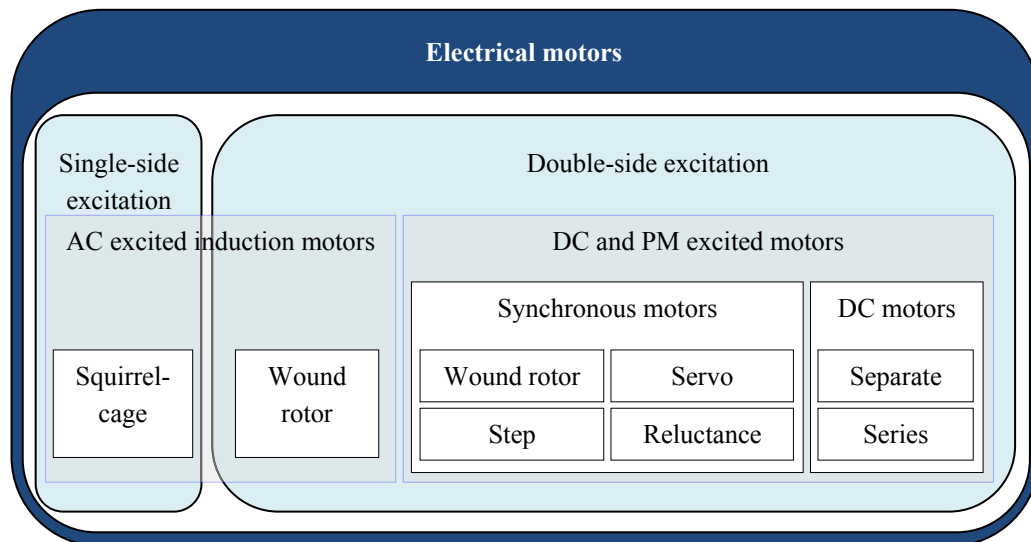 Electrical motors
Single-side
excitation
Double-side excitation
AC excited induction motors
DC and PM excited motors
Synchronous motors
DC motors
Squirrel-
cage
Wound
rotor
Wound rotor
Servo
Separate
Step
Reluctance
Series